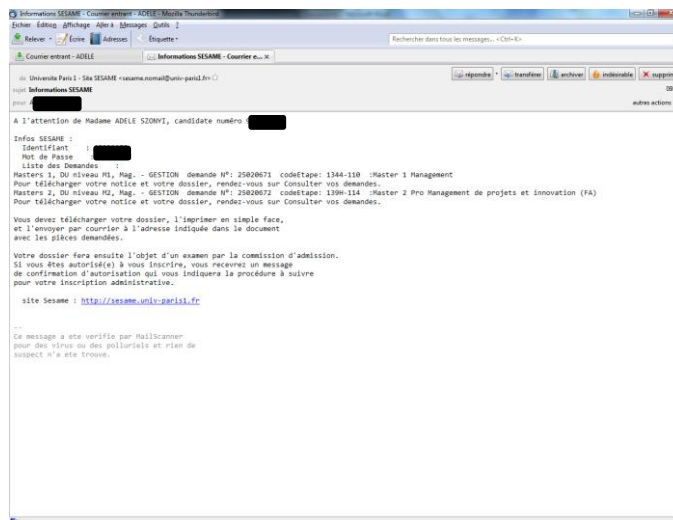 Informations SESAME - Courrier entrant - ADELE - Mozilla Thunderbird
Fichier Édition Affichage Aller à Messages Outils ?
Relever Écrire Adresses Étiquette Rechercher dans tous les messages... <Ctrl+K>
Courrier entrant - ADELE Informations SESAME - Courrier e...
de Universite Paris 1 - Site SESAME <sesame.nomail@univ-paris1.fr> répondre transférer archiver indésirable supprim
sujet Informations SESAME
pour autres actions
A l'attention de Madame ADELE SZONYI, candidate numéro
Infos SESAME :
Identifiant :
Mot de Passe :
Liste des Demandes :
Masters 1, DU niveau M1, Mag. - GESTION demande N°: 25020671 codeEtape: 1344-110 :Master 1 Management
Pour télécharger votre notice et votre dossier, rendez-vous sur Consulter vos demandes.
Masters 2, DU niveau M2, Mag. - GESTION demande N°: 25020672 codeEtape: 139H-114 :Master 2 Pro Management de projets et innovation (FA)
Pour télécharger votre notice et votre dossier, rendez-vous sur Consulter vos demandes.
Vous devez télécharger votre dossier, l'imprimer en simple face,
et l'envoyer par courrier à l'adresse indiquée dans le document
avec les pièces demandées.
Votre dossier fera ensuite l'objet d'un examen par la commission d'admission.
Si vous êtes autorisé(e) à vous inscrire, vous recevrez un message
de confirmation d'autorisation qui vous indiquera la procédure à suivre
pour votre inscription administrative.
site Sesame : http://sesame.univ-paris1.fr
--
Ce message a ete verifie par MailScanner
pour des virus ou des polluriels et rien de
suspect n'a ete trouve.